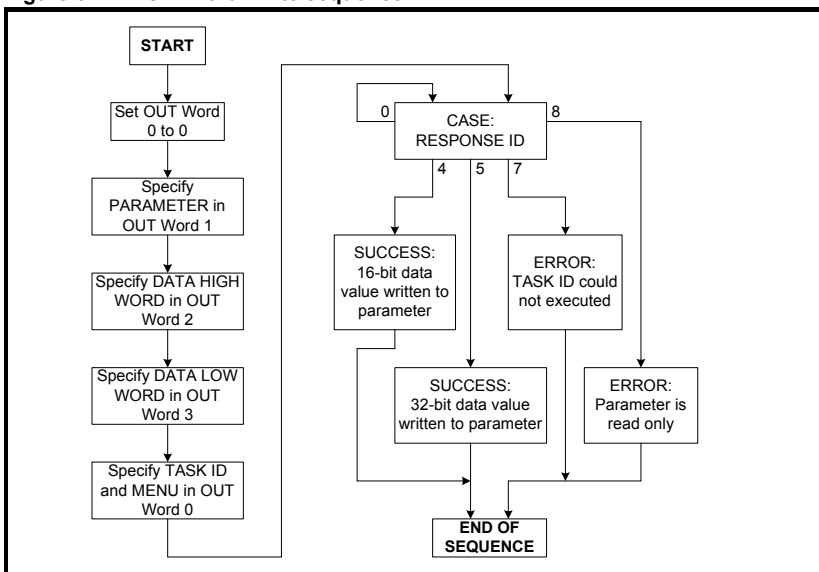 START
Set OUT Word
0 to 0
Specify
PARAMETER in
OUT Word 1
Specify DATA HIGH
WORD in OUT
Word 2
Specify DATA LOW
WORD in OUT
Word 3
Specify TASK ID
and MENU in OUT
Word 0
0
CASE:
RESPONSE ID
8
4
5
7
SUCCESS:
16-bit data
value written to
parameter
ERROR:
TASK ID could
not executed
SUCCESS:
32-bit data value
written to parameter
ERROR:
Parameter is
read only
END OF
SEQUENCE